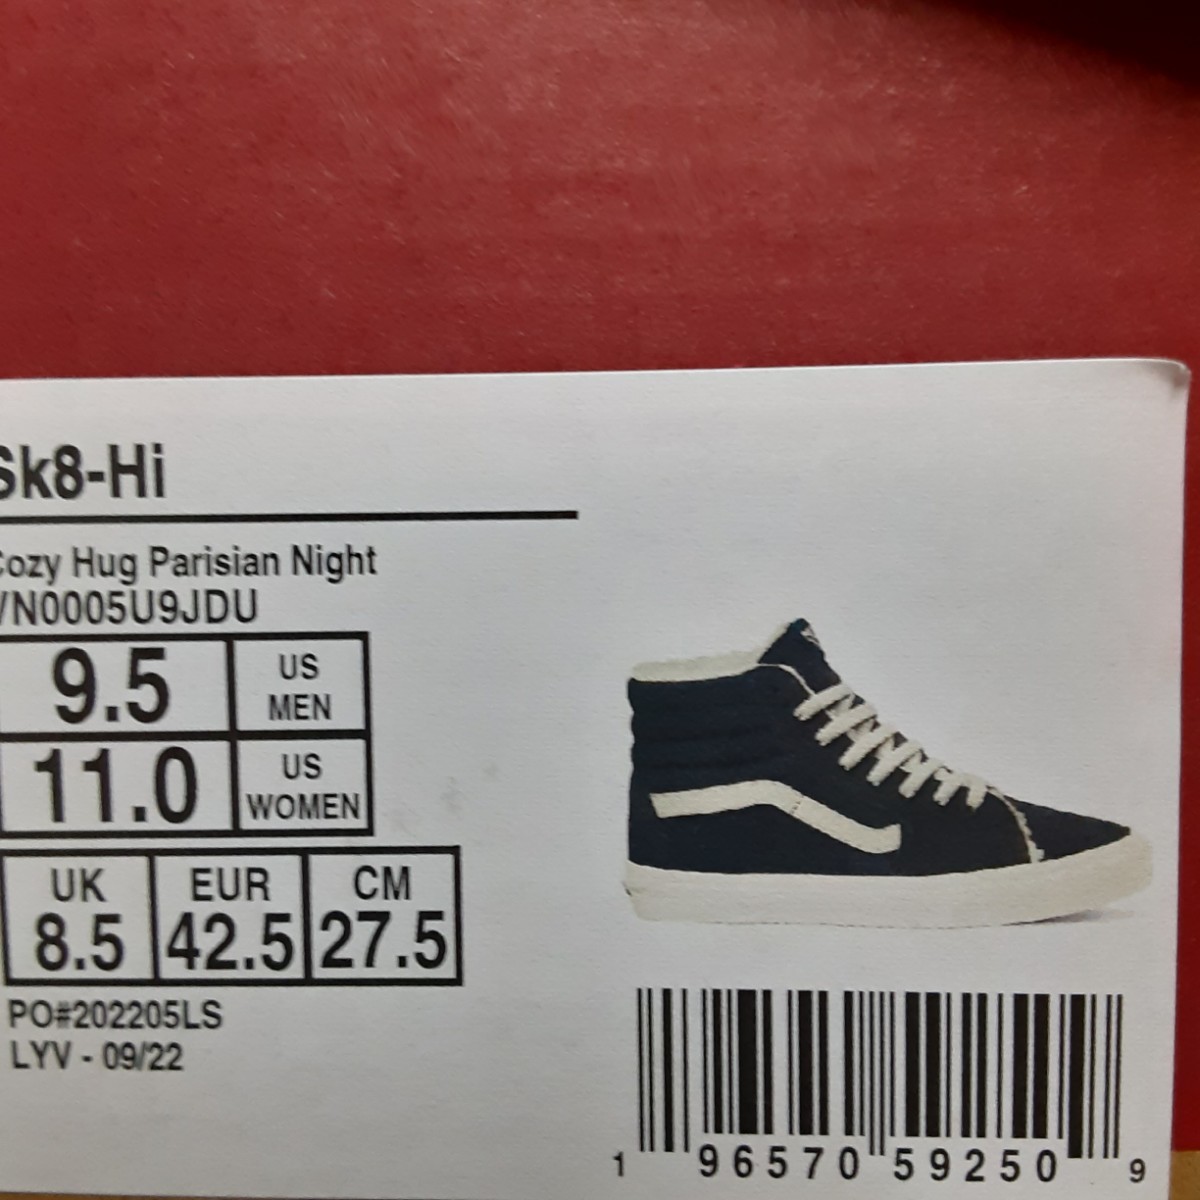 Sk8-Hi
Cozy Hug Parisian Night
VN0005U9JDU
9.5 US MEN
11.0 US WOMEN
UK EUR CM
8.5 42.5 27.5
PO#202205LS
LYV - 09/22
1 96570 59250 9